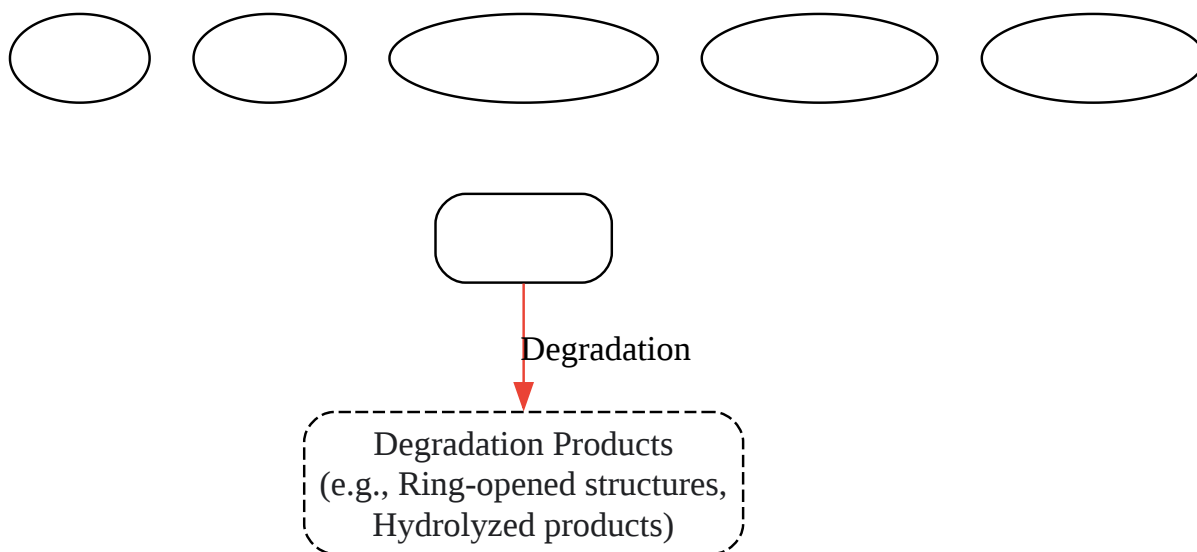 Degradation
Degradation Products
(e.g., Ring-opened structures,
Hydrolyzed products)